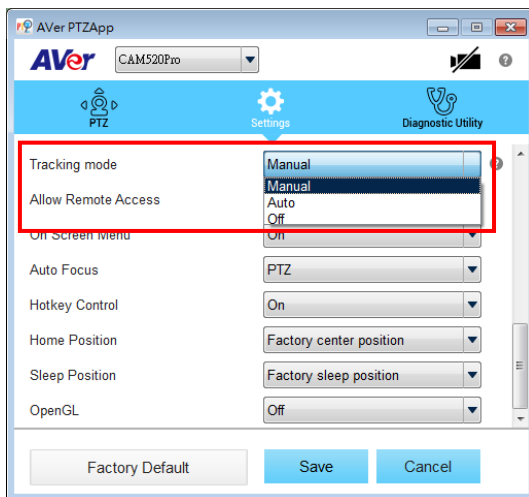 AVer PTZApp
AVer CAM520Pro
PTZ Settings Diagnostic Utility
Tracking mode Manual
Manual
Allow Remote Access Auto
Off
On Screen Menu On
Auto Focus PTZ
Hotkey Control On
Home Position Factory center position
Sleep Position Factory sleep position
OpenGL Off
Factory Default Save Cancel